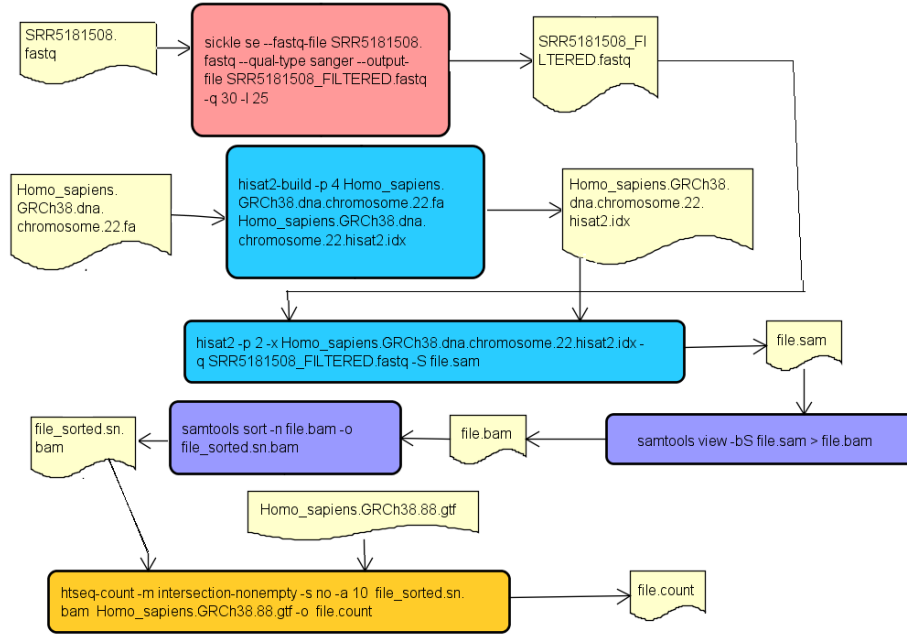 SRR5181508.
fastq
sickle se --fastq-file SRR5181508.
fastq --qual-type sanger --output-
file SRR5181508_FILTERED.fastq
-q 30 -l 25
SRR5181508_FI
LTERED.fastq
Homo_sapiens.
GRCh38.dna.
chromosome.22.fa
hisat2-build -p 4 Homo_sapiens.
GRCh38.dna.chromosome.22.fa
Homo_sapiens.GRCh38.dna.
chromosome.22.hisat2.idx
Homo_sapiens.GRCh38.
dna.chromosome.22.
hisat2.idx
hisat2 -p 2 -x Homo_sapiens.GRCh38.dna.chromosome.22.hisat2.idx -
q SRR5181508_FILTERED.fastq -S file.sam
file.sam
file_sorted.sn.
bam
samtools sort -n file.bam -o
file_sorted.sn.bam
file.bam
samtools view -bS file.sam > file.bam
Homo_sapiens.GRCh38.88.gtf
htseq-count -m intersection-nonempty -s no -a 10 file_sorted.sn.
bam Homo_sapiens.GRCh38.88.gtf -o file.count
file.count